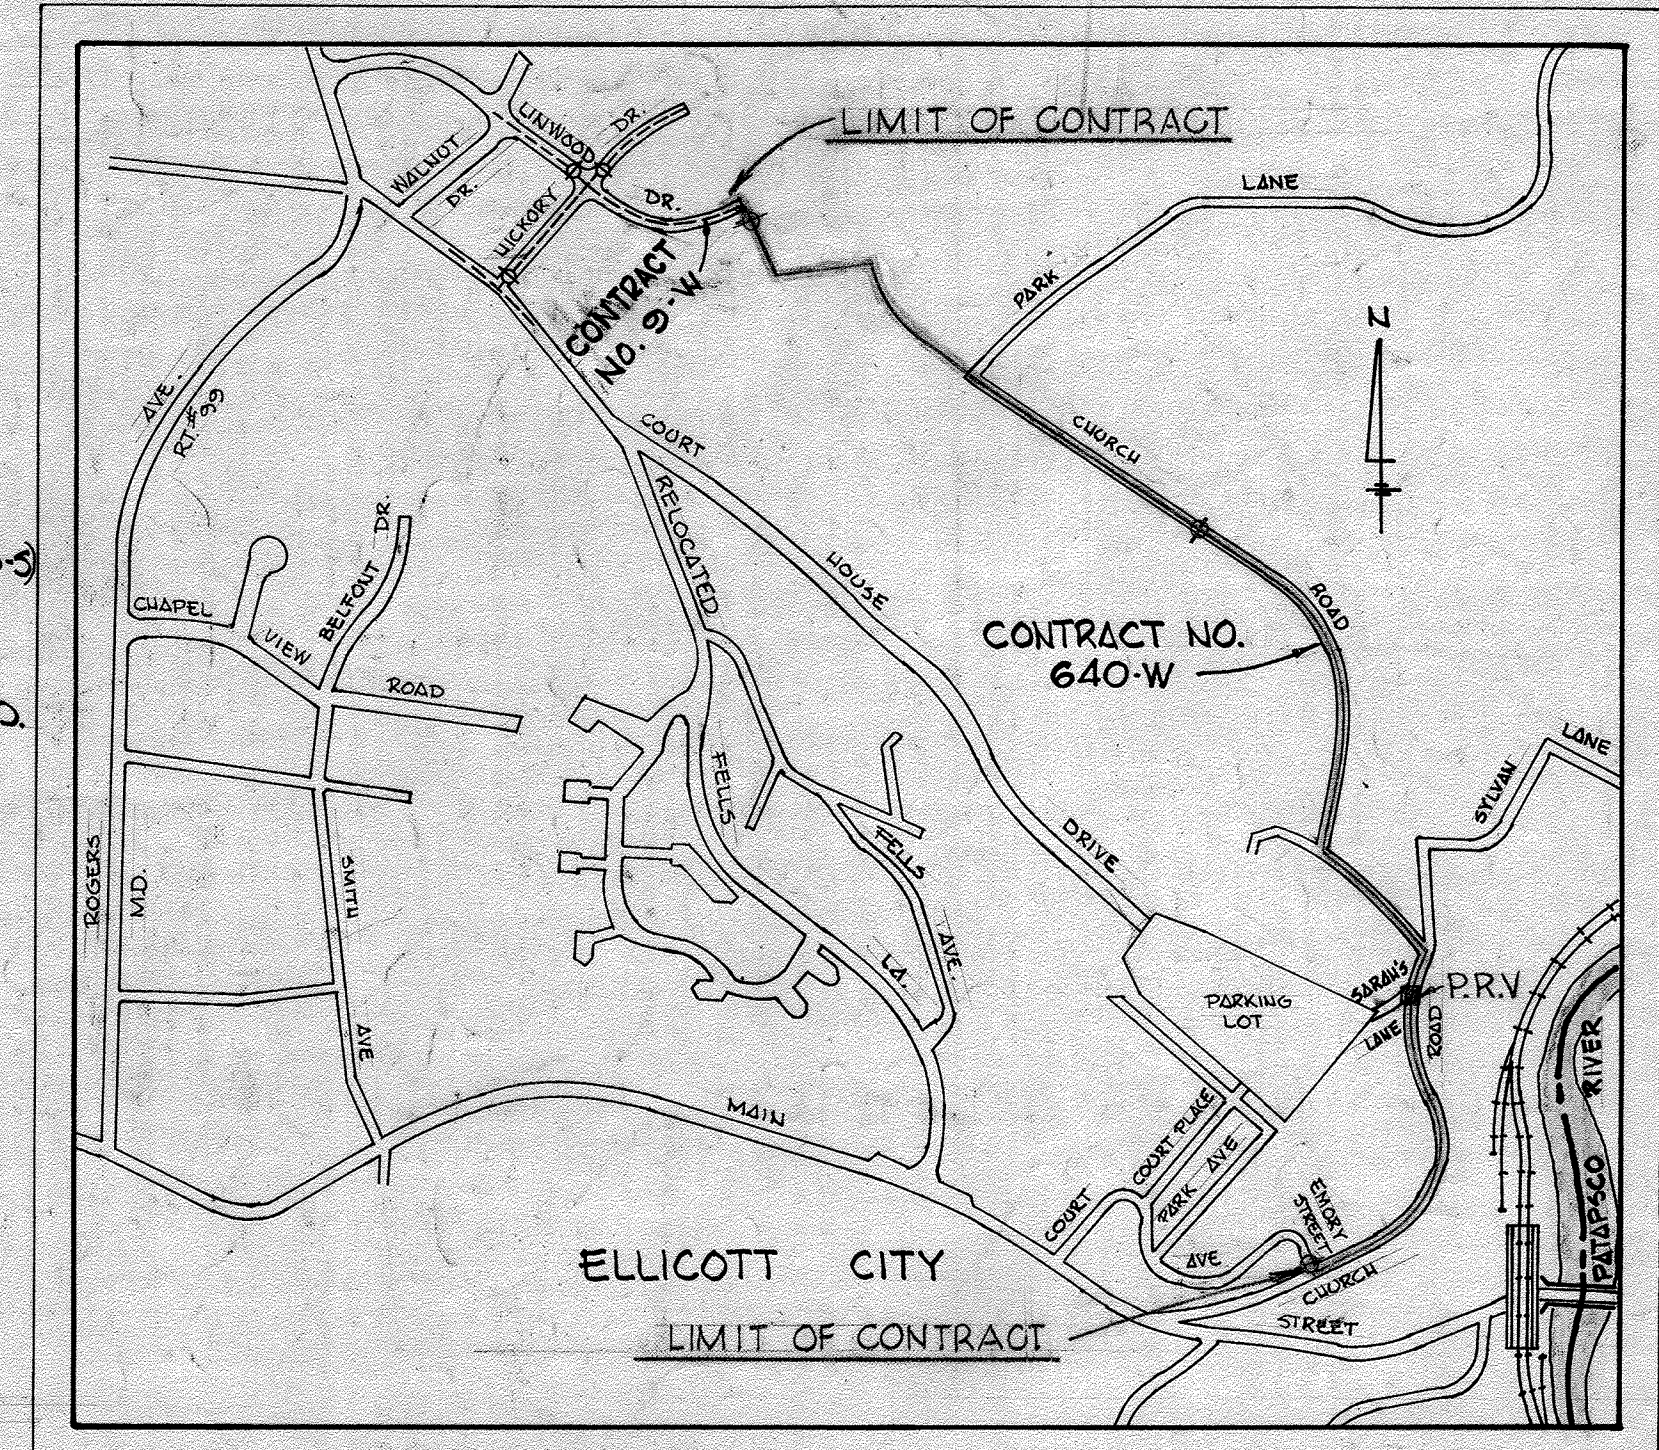 LINWOOD
DR.
LIMIT OF CONTRACT
WALNUT
DR.
HICKORY
DR.
LANE
PARK
CONTRACT
NO. 9-W
N
AVE.
RT.#99
COURT
CHURCH
RELOCATED
HOUSE
ROAD
BELFONT DR.
CHAPEL
VIEW
ROAD
CONTRACT NO.
640-W
FELLS
LANE
SYLVAN
DRIVE
FELLS
ROGERS
M.D.
SMITH
AVE.
LA.
SARAH'S
LANE
P.R.V
PARKING
LOT
ROAD
AVE
RIVER
MAIN
COURT PLACE
PARK AVE
COURT
EMORY
STREET
PATAPSCO
AVE
ELLICOTT CITY
CHURCH
STREET
LIMIT OF CONTRACT